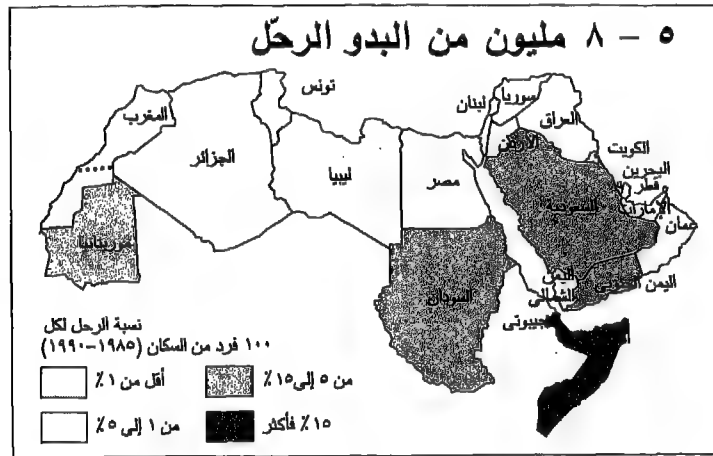 ٥ – ٨ مليون من البدو الرحّل
تونس
سوريا
لبنان
المغرب
العراق
الأردن
الكويت
الجزائر
البحرين
ليبيا
مصر
قطر
السعودية
الإمارات
عمان
موريتانيا
السودان
اليمن الجنوبي
اليمن
الشمالي
جيبوتى
نسبة الرحل لكل
١٠٠ فرد من السكان (١٩٨٥–١٩٩٠)
أقل من ١٪
من ٥ إلى ١٥٪
من ١ إلى ٥٪
١٥٪ فأكثر